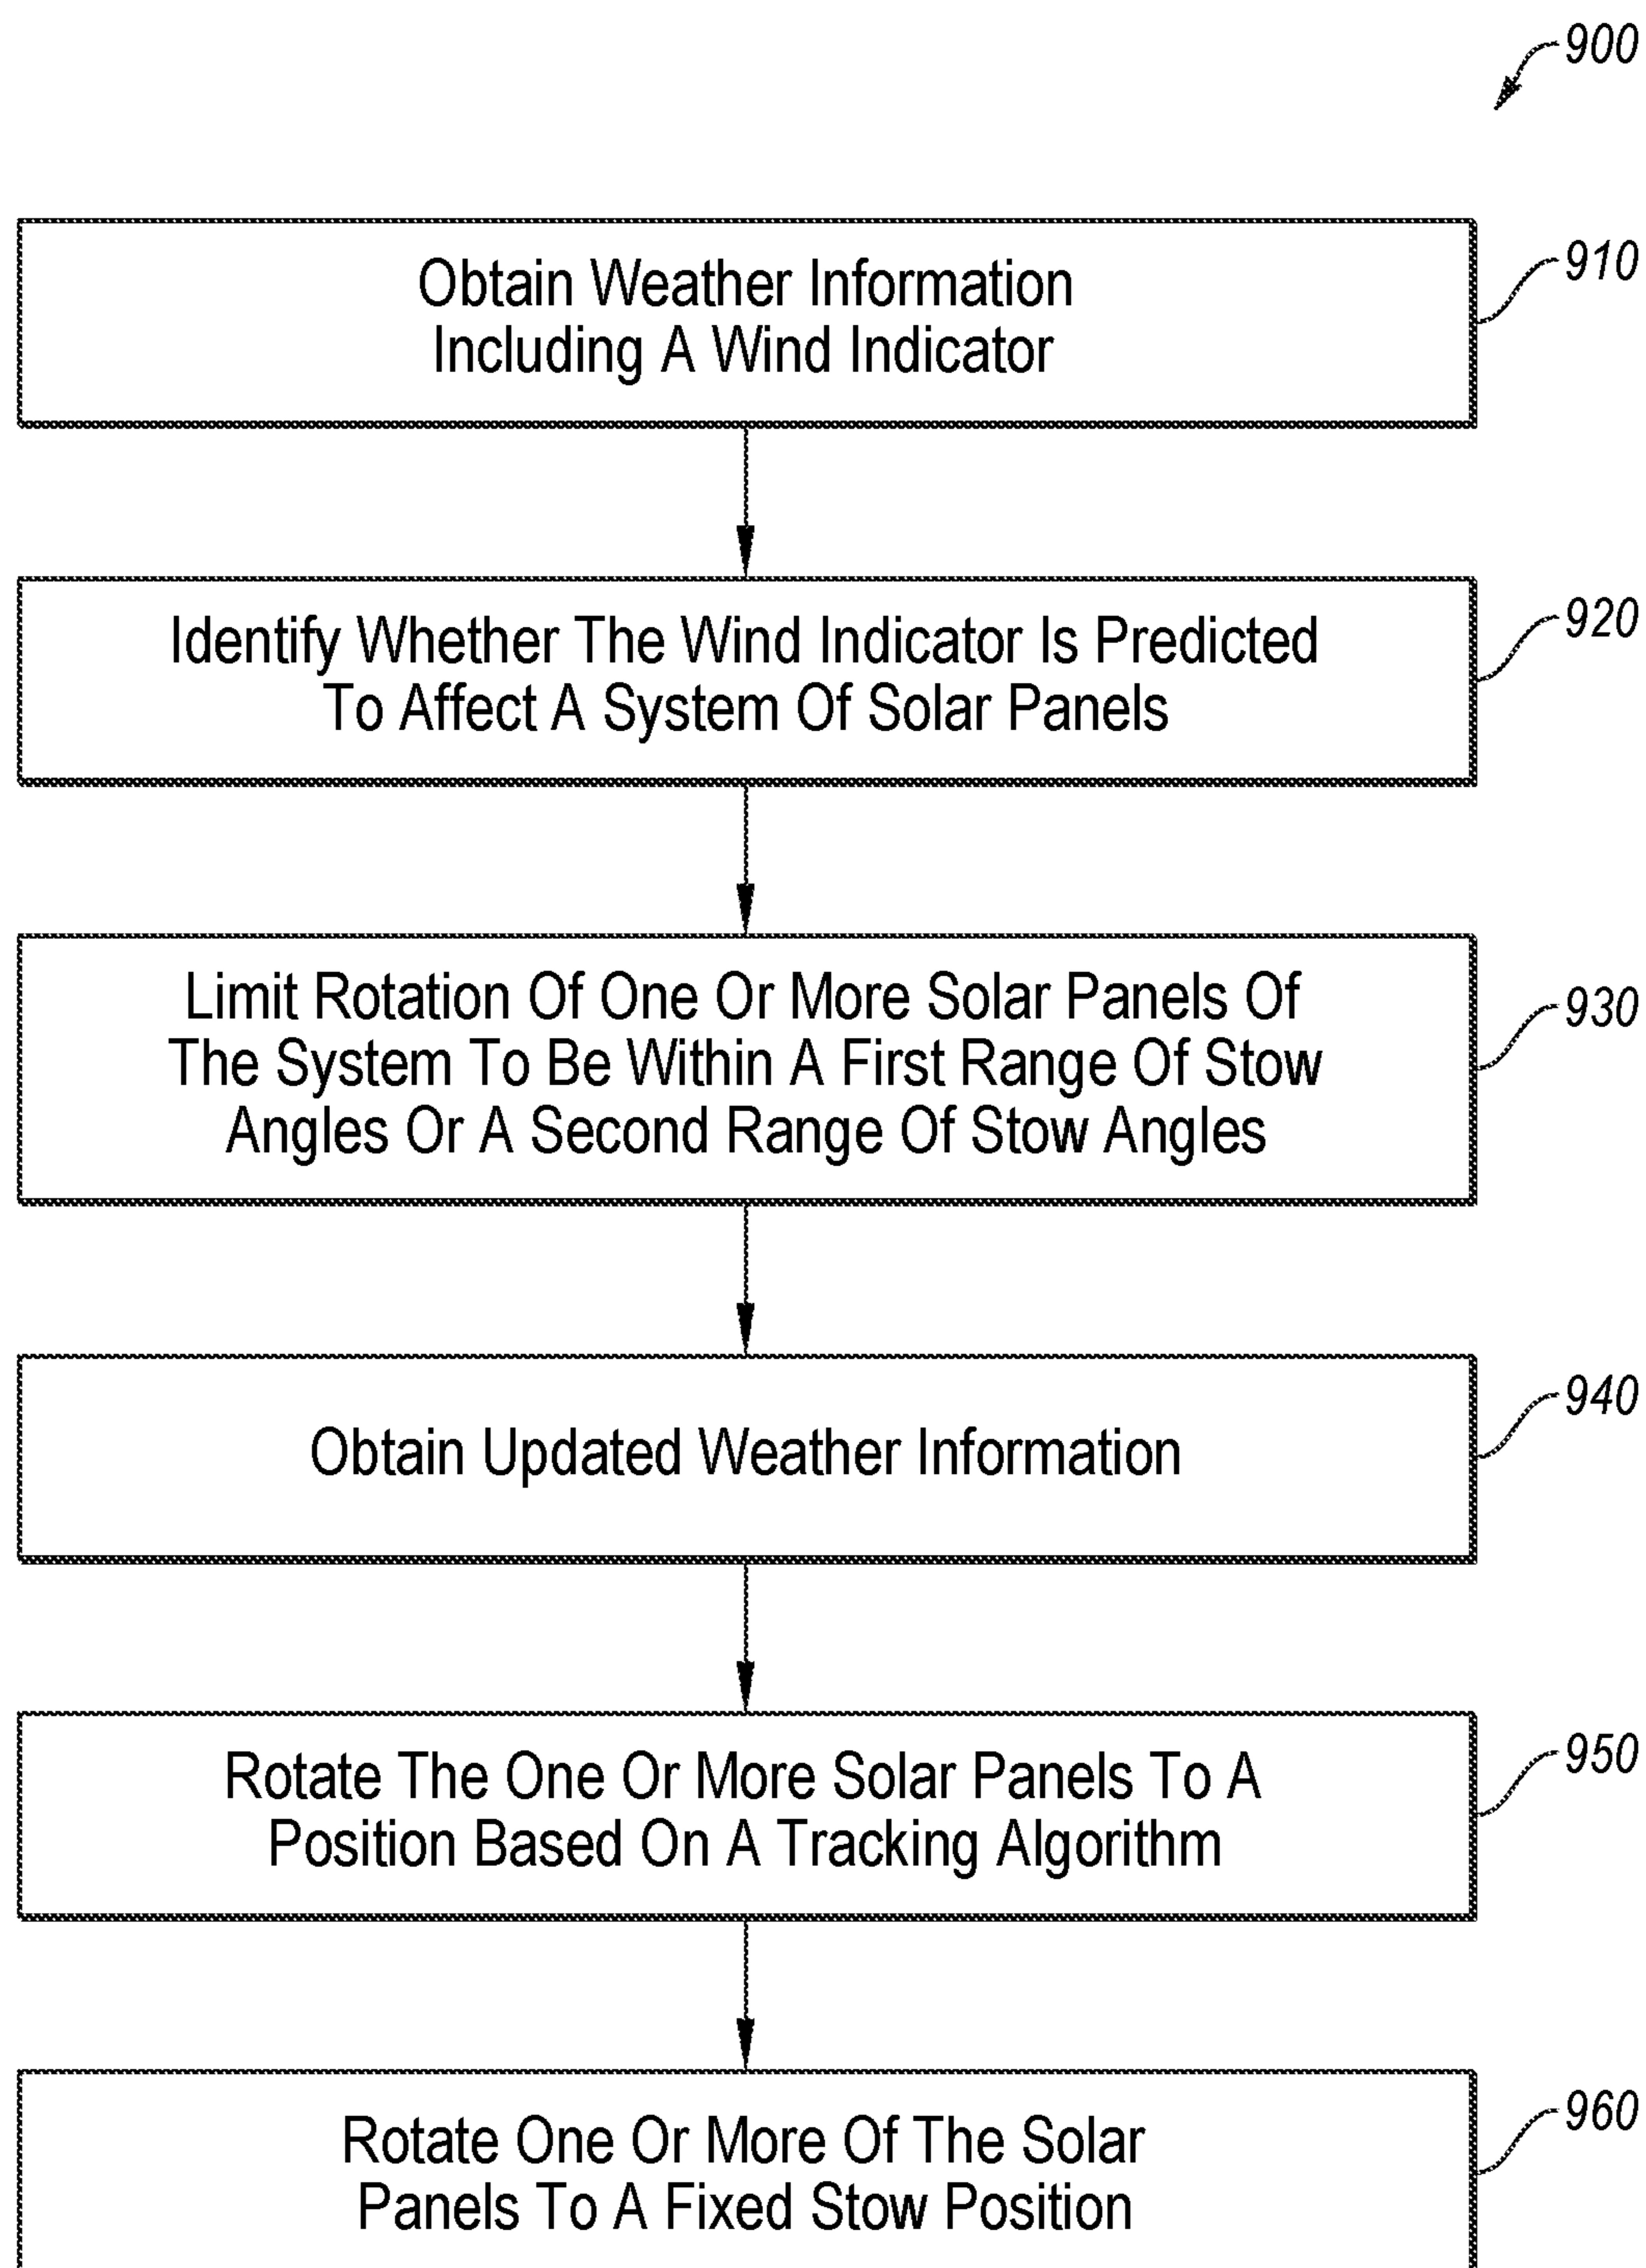 900
Obtain Weather Information
Including A Wind Indicator
910
Identify Whether The Wind Indicator Is Predicted
To Affect A System Of Solar Panels
920
Limit Rotation Of One Or More Solar Panels Of
The System To Be Within A First Range Of Stow
Angles Or A Second Range Of Stow Angles
930
Obtain Updated Weather Information
940
Rotate The One Or More Solar Panels To A
Position Based On A Tracking Algorithm
950
Rotate One Or More Of The Solar
Panels To A Fixed Stow Position
960